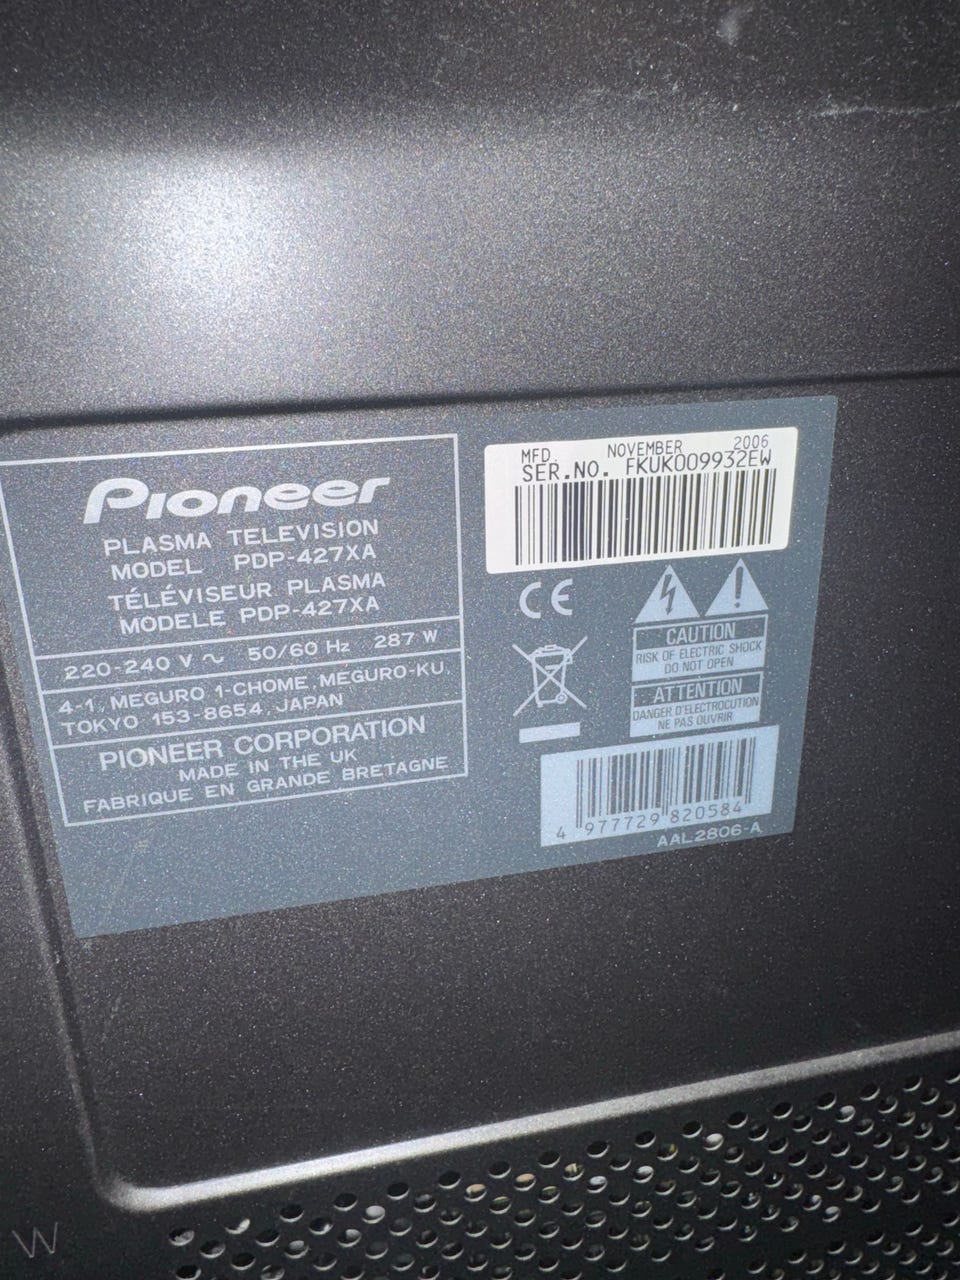 Pioneer
PLASMA TELEVISION
MODEL PDP-427XA
TÉLÉVISEUR PLASMA
MODELE PDP-427XA
220-240 V ~ 50/60 Hz 287 W
4-1, MEGURO 1-CHOME, MEGURO-KU,
TOKYO 153-8654, JAPAN
PIONEER CORPORATION
MADE IN THE UK
FABRIQUE EN GRANDE BRETAGNE
MFD. NOVEMBER 2006
SER.NO. FKUK009932EW
CE
CAUTION
RISK OF ELECTRIC SHOCK
DO NOT OPEN
ATTENTION
DANGER D'ELECTROCUTION
NE PAS OUVRIR
4 977729 820584
AAL2806-A
W